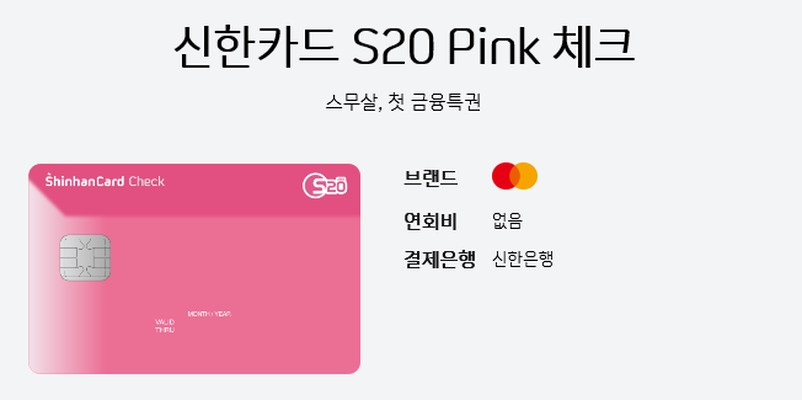 신한카드 S20 Pink 체크
스무살, 첫 금융특권
ShinhanCard Check
S20
MONTH / YEAR
VALID
THRU
브랜드
연회비 없음
결제은행 신한은행